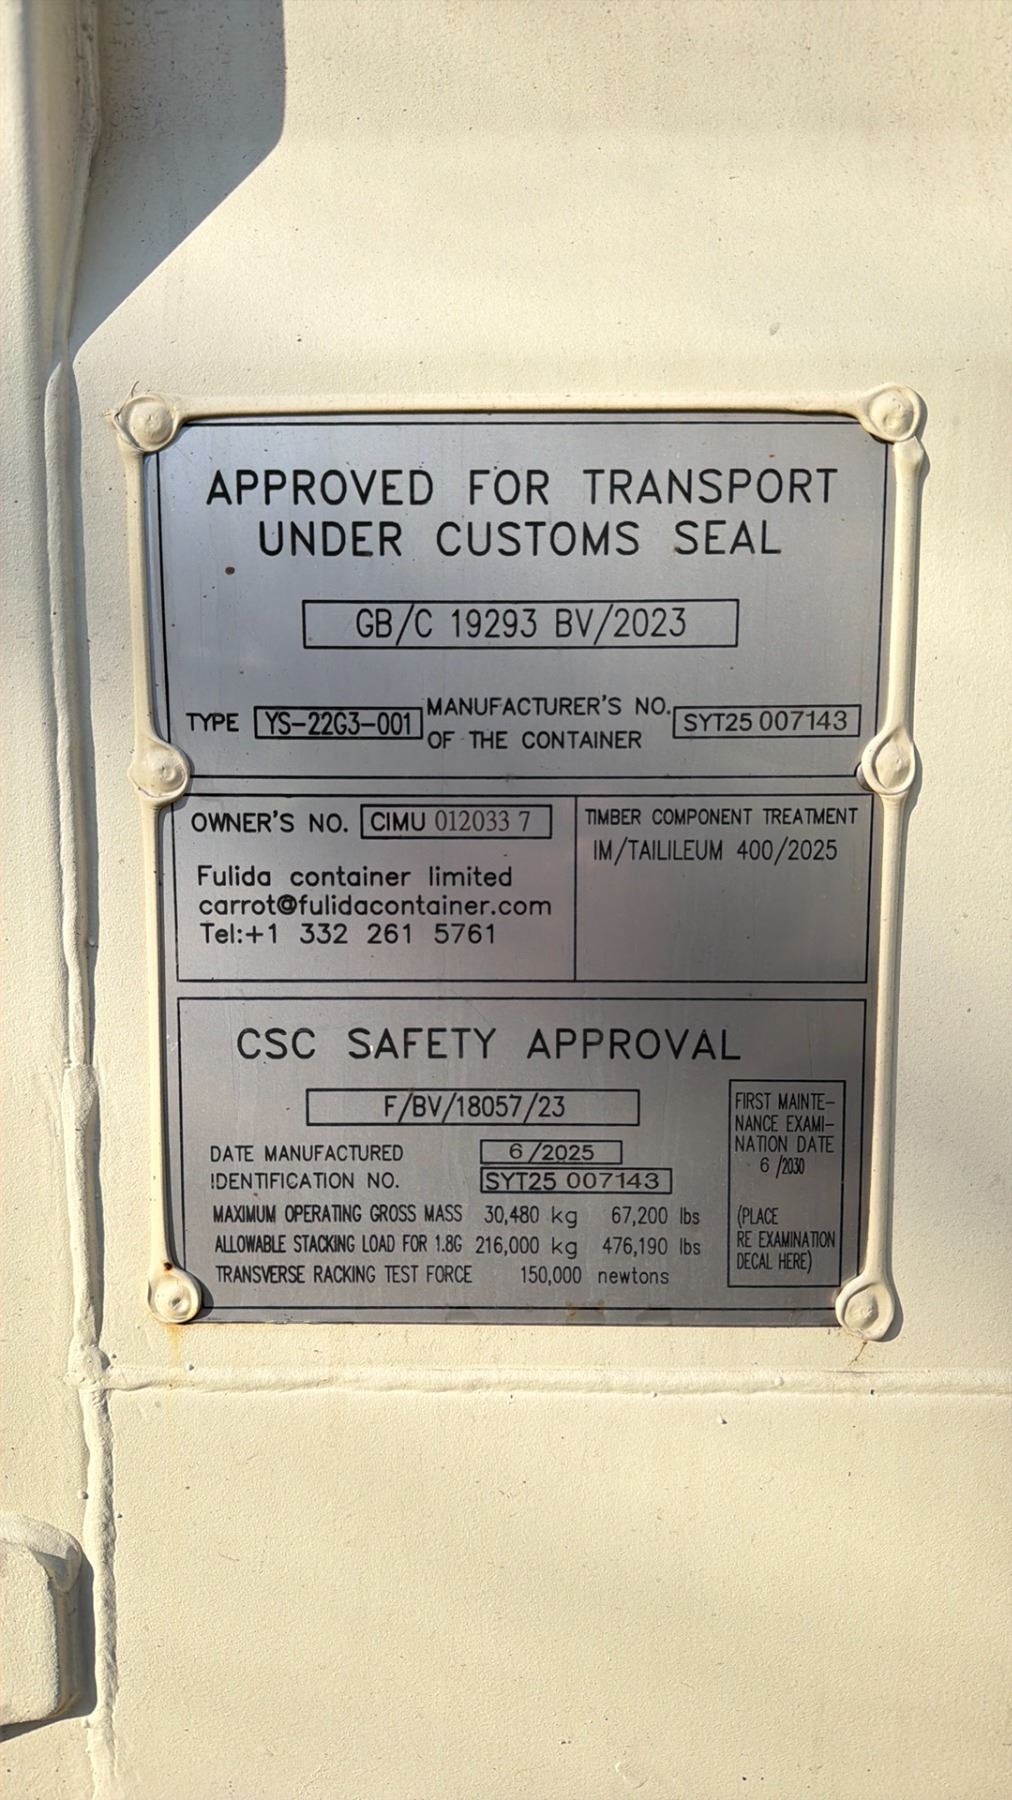 APPROVED FOR TRANSPORT
UNDER CUSTOMS SEAL
GB/C 19293 BV/2023
TYPE YS-22G3-001 MANUFACTURER'S NO. OF THE CONTAINER SYT25 007143
OWNER'S NO. CIMU 012033 7
Fulida container limited
carrot@fulidacontainer.com
Tel:+1 332 261 5761
TIMBER COMPONENT TREATMENT
IM/TAILILEUM 400/2025
CSC SAFETY APPROVAL
F/BV/18057/23
DATE MANUFACTURED 6/2025
IDENTIFICATION NO. SYT25 007143
MAXIMUM OPERATING GROSS MASS 30,480 kg 67,200 lbs
ALLOWABLE STACKING LOAD FOR 1.8G 216,000 kg 476,190 lbs
TRANSVERSE RACKING TEST FORCE 150,000 newtons
FIRST MAINTE-
NANCE EXAMI-
NATION DATE
6 /2030
(PLACE
RE EXAMINATION
DECAL HERE)